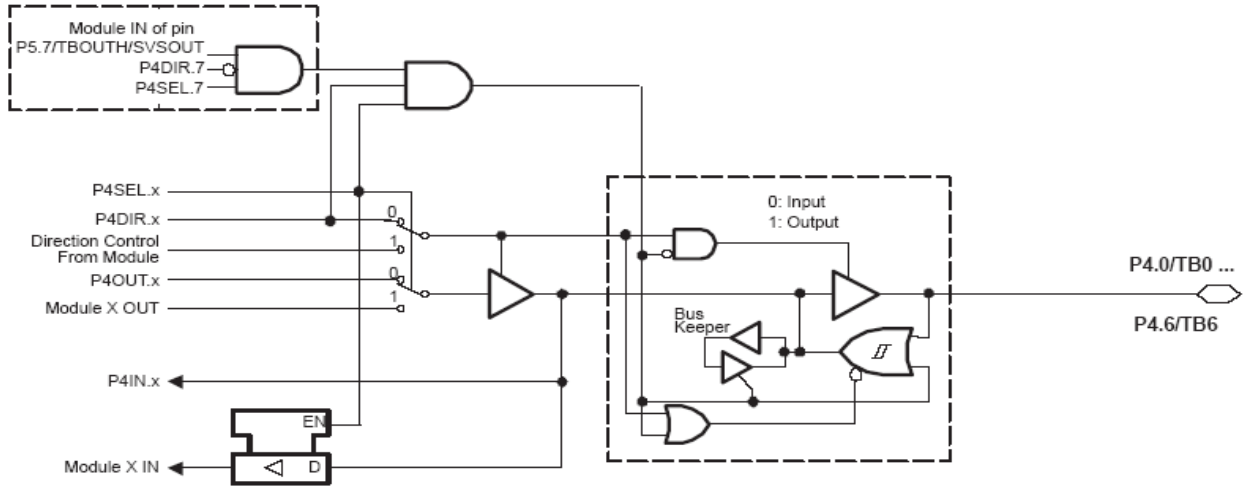 Module IN of pin
P5.7/TBOUTH/SVSOUT
P4DIR.7
P4SEL.7
P4SEL.x
P4DIR.x
0
Direction Control
From Module
1
P4OUT.x
0
Module X OUT
1
0: Input
1: Output
P4.0/TB0 ...
P4.6/TB6
Bus
Keeper
P4IN.x
EN
Module X IN
D